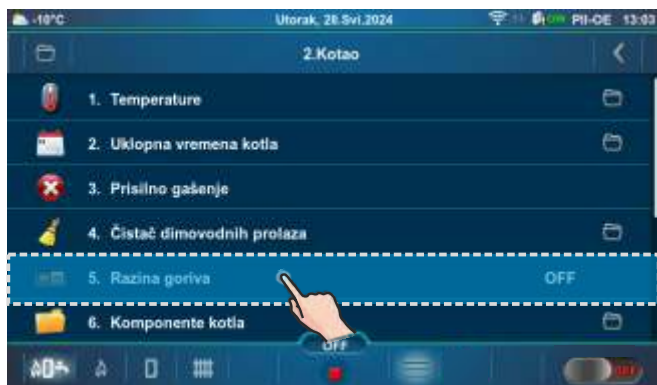 -10°C Utorak, 28.Svi.2024 PII-OE 13:03
2.Kotao
1. Temperature
2. Uklopna vremena kotla
3. Prisilno gašenje
4. Čistač dimovodnih prolaza
5. Razina goriva OFF
6. Komponente kotla
OFF
OFF